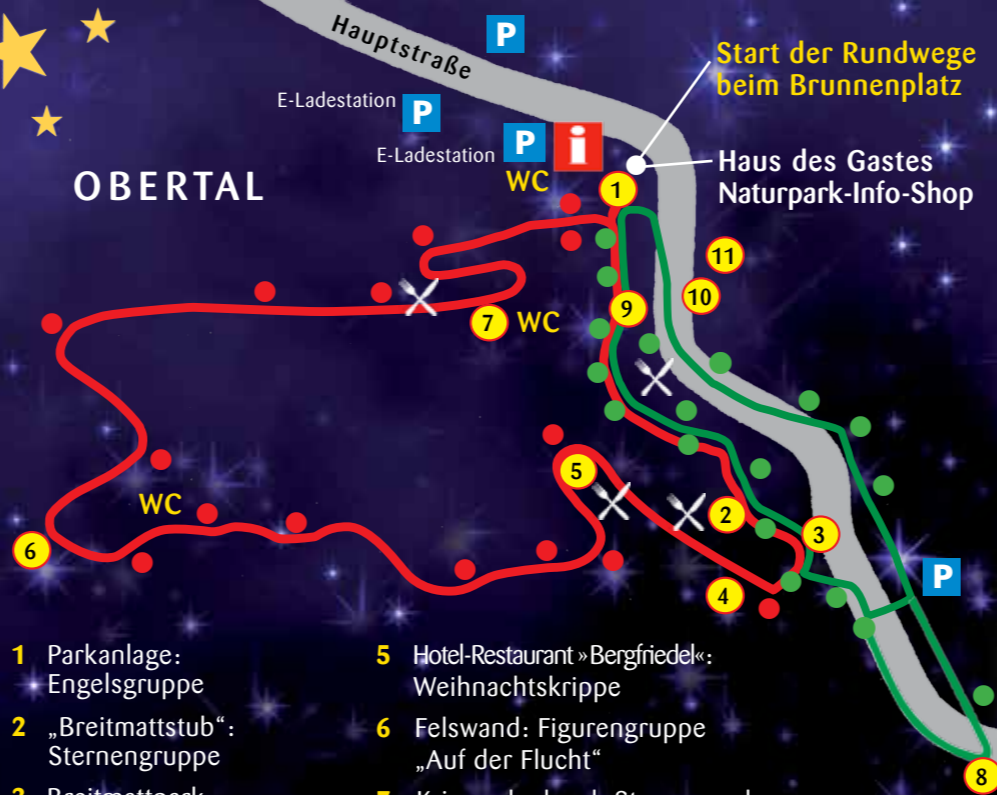 Hauptstraße
P
Start der Rundwege
beim Brunnenplatz
E-Ladestation P
E-Ladestation P i
WC
Haus des Gastes
Naturpark-Info-Shop
OBERTAL
1
11
10
9
7 WC
5
WC
2
3
6
4
P
8
1 Parkanlage:
Engelsgruppe
2 „Breitmattstub“:
Sternengruppe
5 Hotel-Restaurant »Bergfriedel«:
Weihnachtskrippe
6 Felswand: Figurengruppe
„Auf der Flucht“